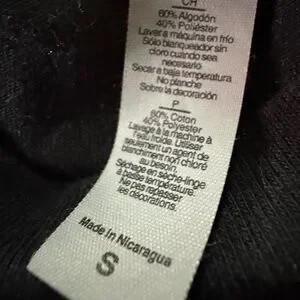 CH
60% Algodón
40% Poliéster
Lavar a máquina en frío
Sólo blanqueador sin
cloro cuando sea
necesario
Secar a baja temperatura
No planche
Sobre la decoración
P
60% Coton
40% Polyester
Lavage à la machine à
l'eau froide. Utiliser
seulement un agent de
blanchiment non chloré
au besoin.
Séchage en sèche-linge
à basse température.
Ne pas repasser
les décorations.
Made in Nicaragua
S